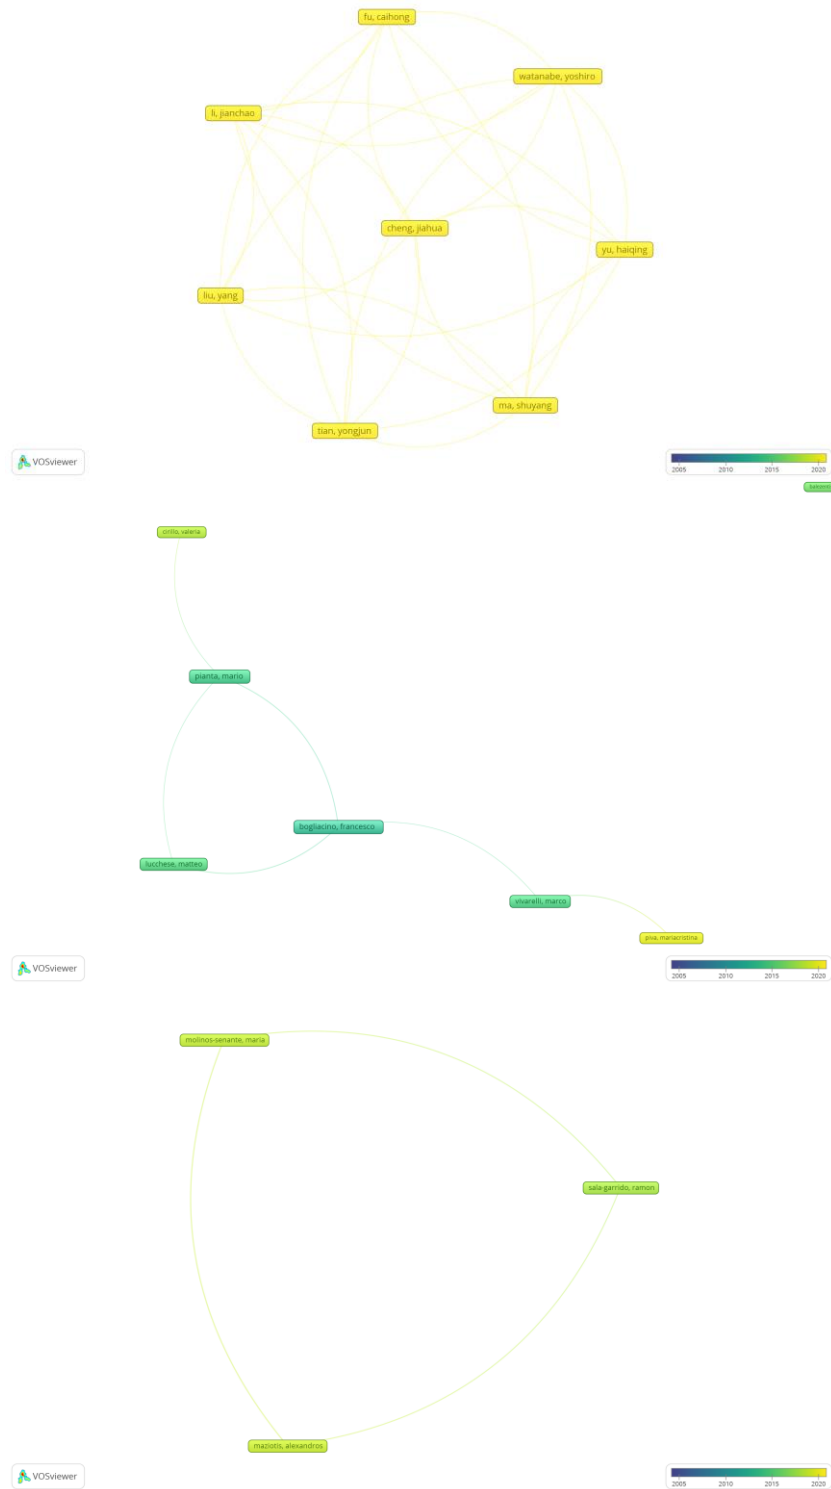 fu, caihong
watanabe, yoshiro
li, jianchao
cheng, jiahua
yu, haiqing
liu, yang
ma, shuyang
tian, yongjun
VOSviewer
2005 2010 2015 2020
cirillo, valeria
pianta, mario
bogliacino, francesco
lucchese, matteo
vivarelli, marco
piva, mariacristina
VOSviewer
2005 2010 2015 2020
molinos-senante, maria
sala-garrido, ramon
maziotis, alexandros
VOSviewer
2005 2010 2015 2020